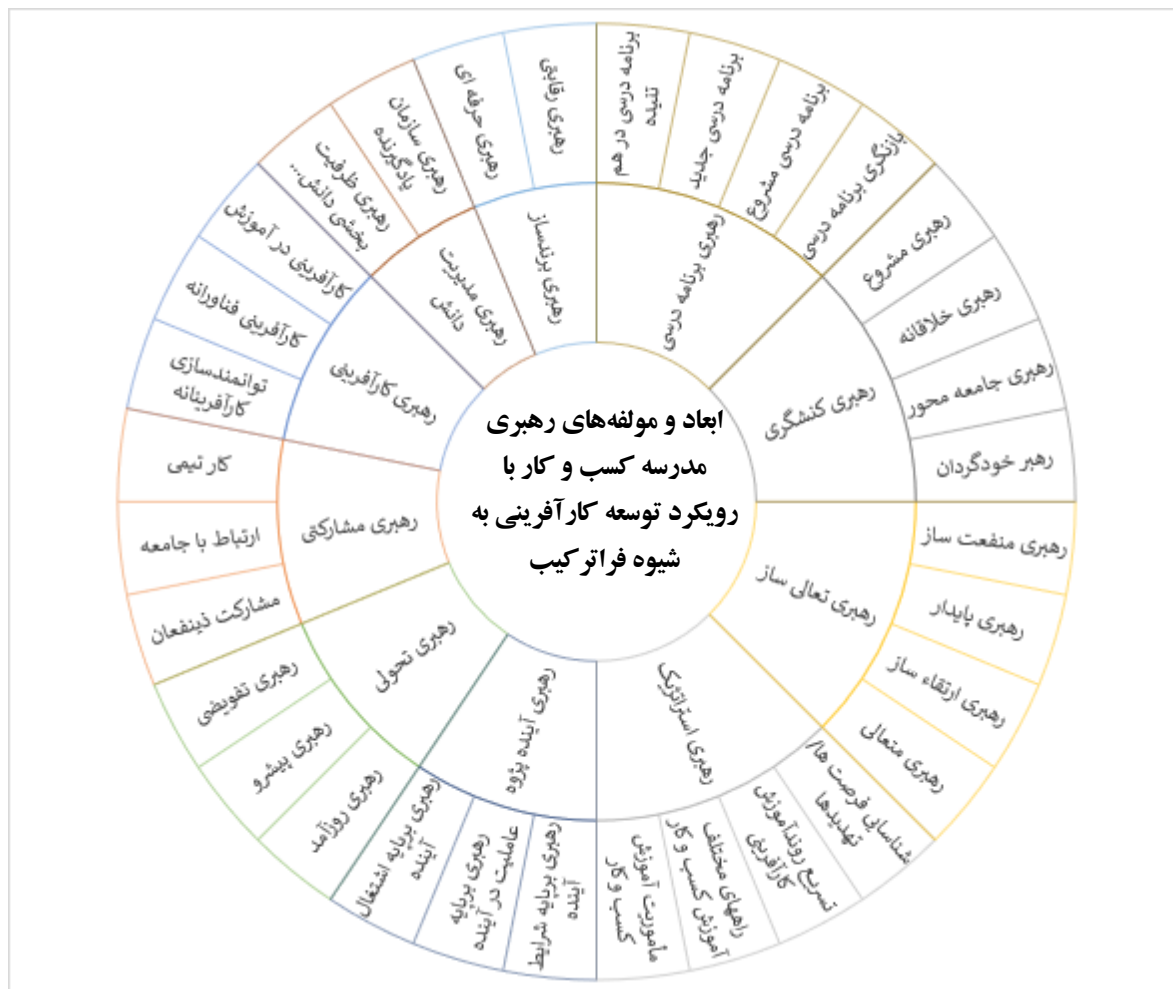 ابعاد و مولفه‌های رهبری
مدرسه کسب و کار با
رویکرد توسعه کارآفرینی به
شیوه فراترکیب
رهبری برنامه درسی
برنامه درسی در هم
تنیده
برنامه درسی جدید
برنامه درسی مشروع
بازنگری برنامه درسی
رهبری کنشگری
رهبری مشروع
رهبری خلاقانه
رهبری جامعه محور
رهبر خودگردان
رهبری تعالی ساز
رهبری منفعت ساز
رهبری پایدار
رهبری ارتقاء ساز
رهبری متعالی
رهبری استراتژیک
شناسایی فرصت ها/
تهدیدها
تسریع روندآموزش
کارآفرینی
راههای مختلف
آموزش کسب و کار
مأموریت آموزش
کسب و کار
رهبری آینده پژوه
رهبری برپایه شرایط
آینده
رهبری برپایه
عاملیت در آینده
رهبری برپایه اشتغال
آینده
رهبری تحولی
رهبری روزآمد
رهبری پیشرو
رهبری تفویضی
رهبری مشارکتی
مشارکت ذینفعان
ارتباط با جامعه
کار تیمی
رهبری کارآفرینی
توانمندسازی
کارآفرینانه
کارآفرینی فناورانه
کارآفرینی در آموزش
رهبری مدیریت
دانش
رهبری ظرفیت
بخشی دانش...
رهبری سازمان
یادگیرنده
رهبری برندساز
رهبری حرفه ای
رهبری رقابتی